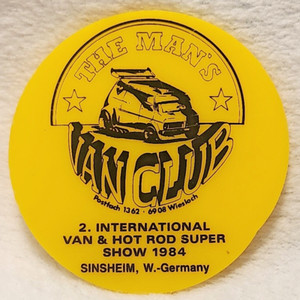 THE MAN'S
VAN CLUB
Postfach 1362 · 6908 Wiesloch
2. INTERNATIONAL
VAN & HOT ROD SUPER
SHOW 1984
SINSHEIM, W.-Germany